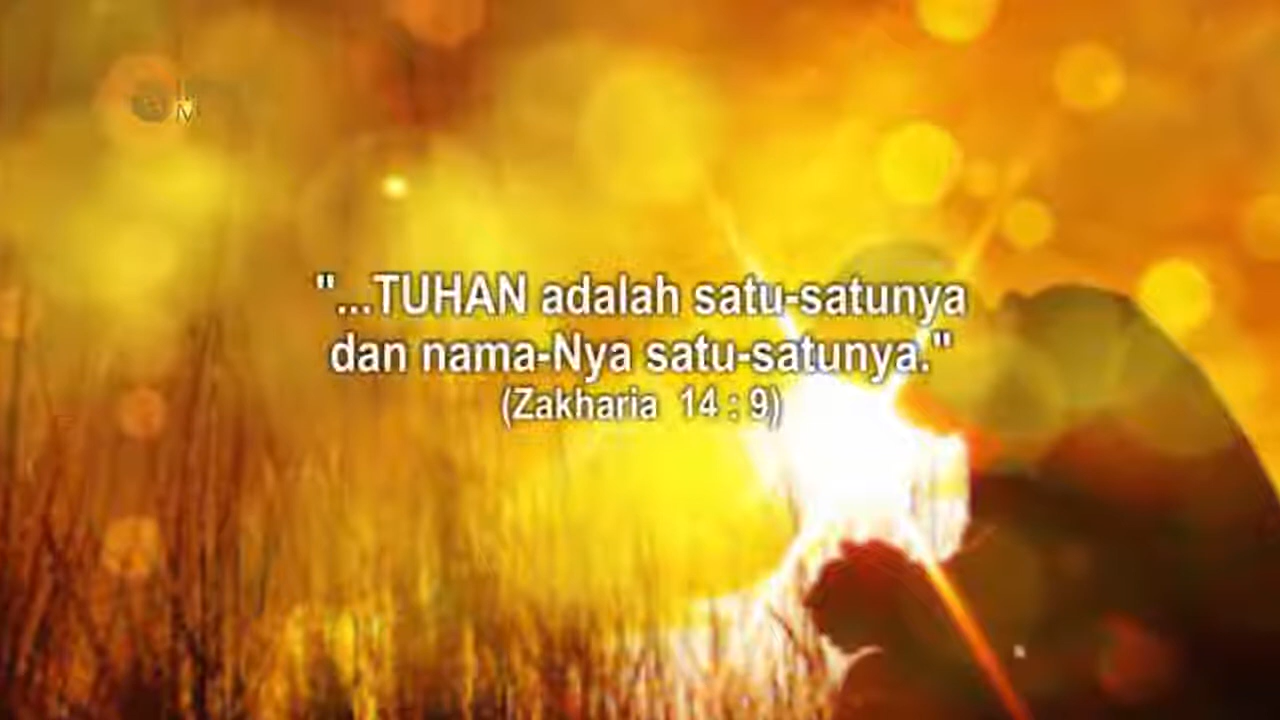 "...TUHAN adalah satu-satunya
dan nama-Nya satu-satunya."
(Zakharia 14 : 9)